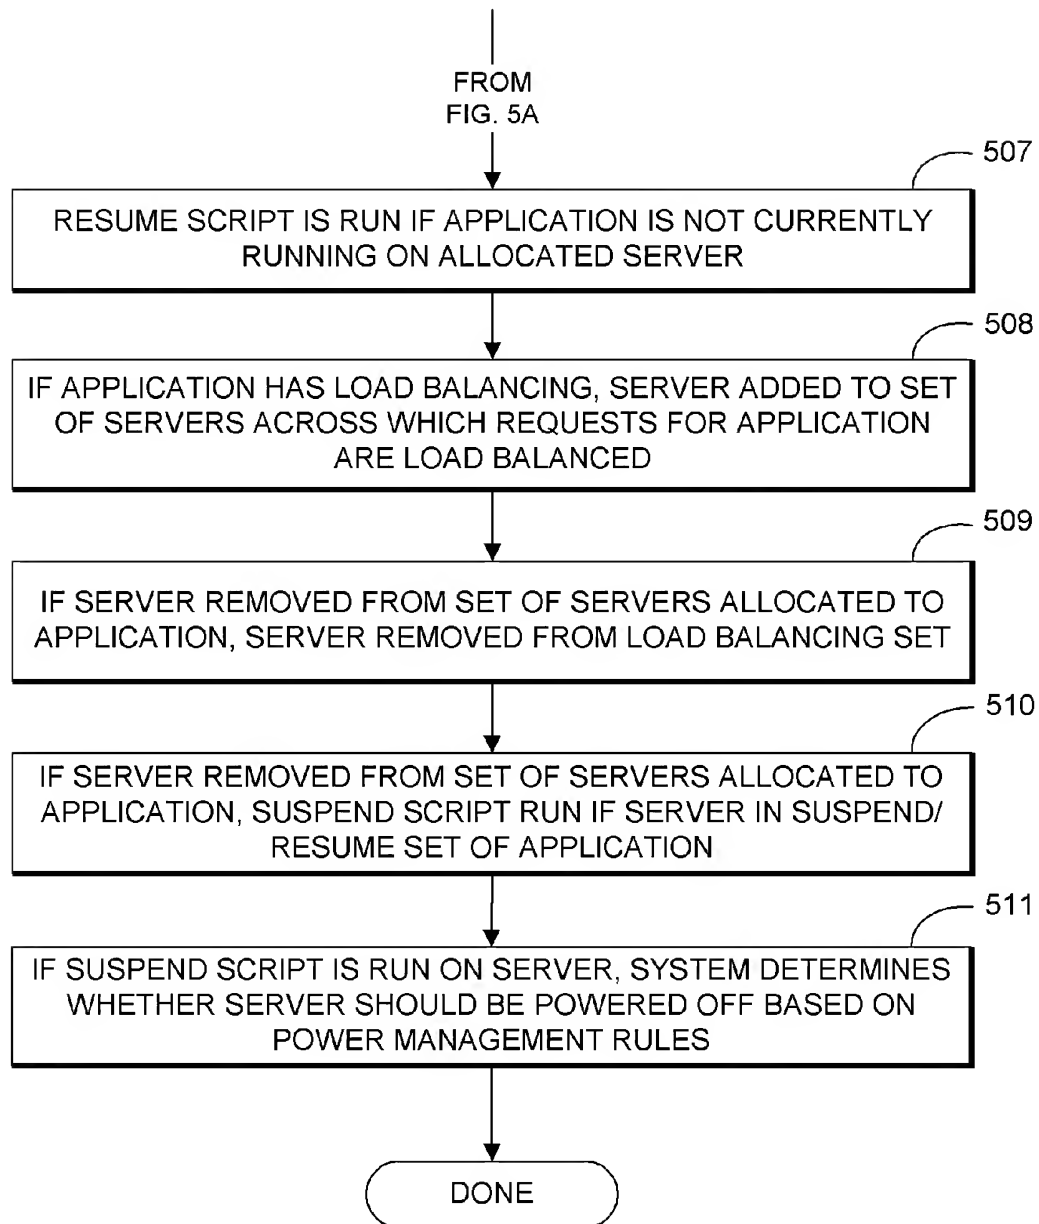 FROM
FIG. 5A
507
RESUME SCRIPT IS RUN IF APPLICATION IS NOT CURRENTLY
RUNNING ON ALLOCATED SERVER
508
IF APPLICATION HAS LOAD BALANCING, SERVER ADDED TO SET
OF SERVERS ACROSS WHICH REQUESTS FOR APPLICATION
ARE LOAD BALANCED
509
IF SERVER REMOVED FROM SET OF SERVERS ALLOCATED TO
APPLICATION, SERVER REMOVED FROM LOAD BALANCING SET
510
IF SERVER REMOVED FROM SET OF SERVERS ALLOCATED TO
APPLICATION, SUSPEND SCRIPT RUN IF SERVER IN SUSPEND/
RESUME SET OF APPLICATION
511
IF SUSPEND SCRIPT IS RUN ON SERVER, SYSTEM DETERMINES
WHETHER SERVER SHOULD BE POWERED OFF BASED ON
POWER MANAGEMENT RULES
DONE